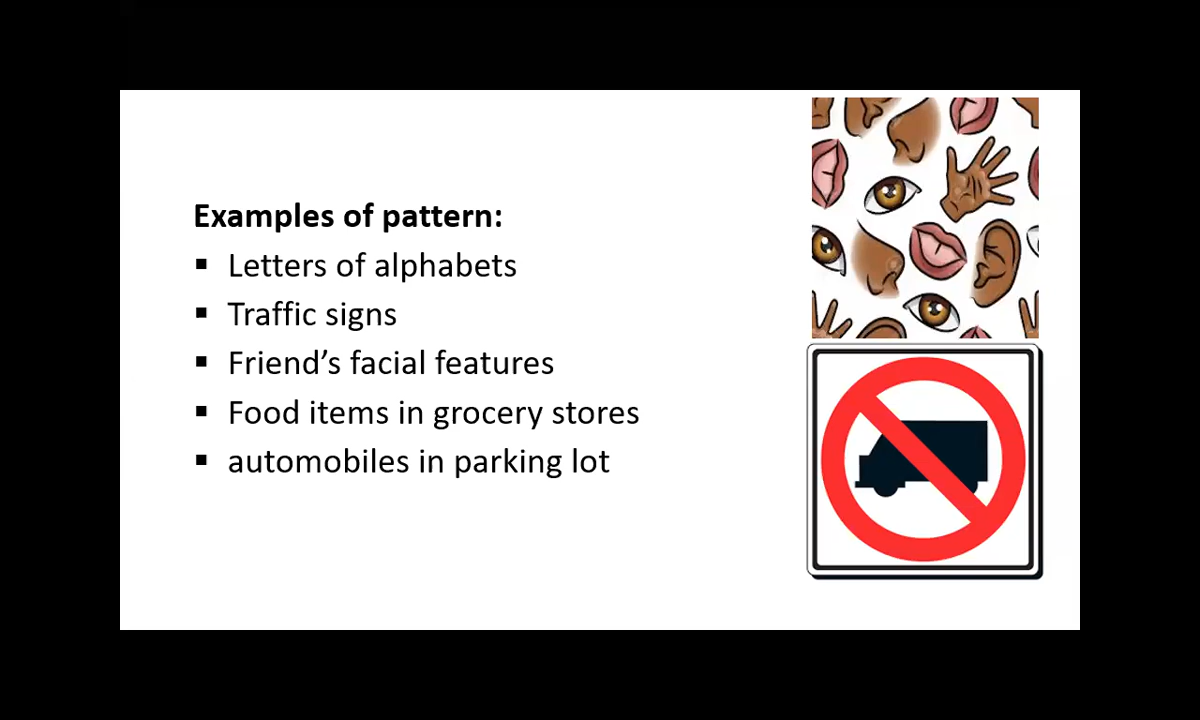 Examples of pattern:
▪ Letters of alphabets
▪ Traffic signs
▪ Friend’s facial features
▪ Food items in grocery stores
▪ automobiles in parking lot